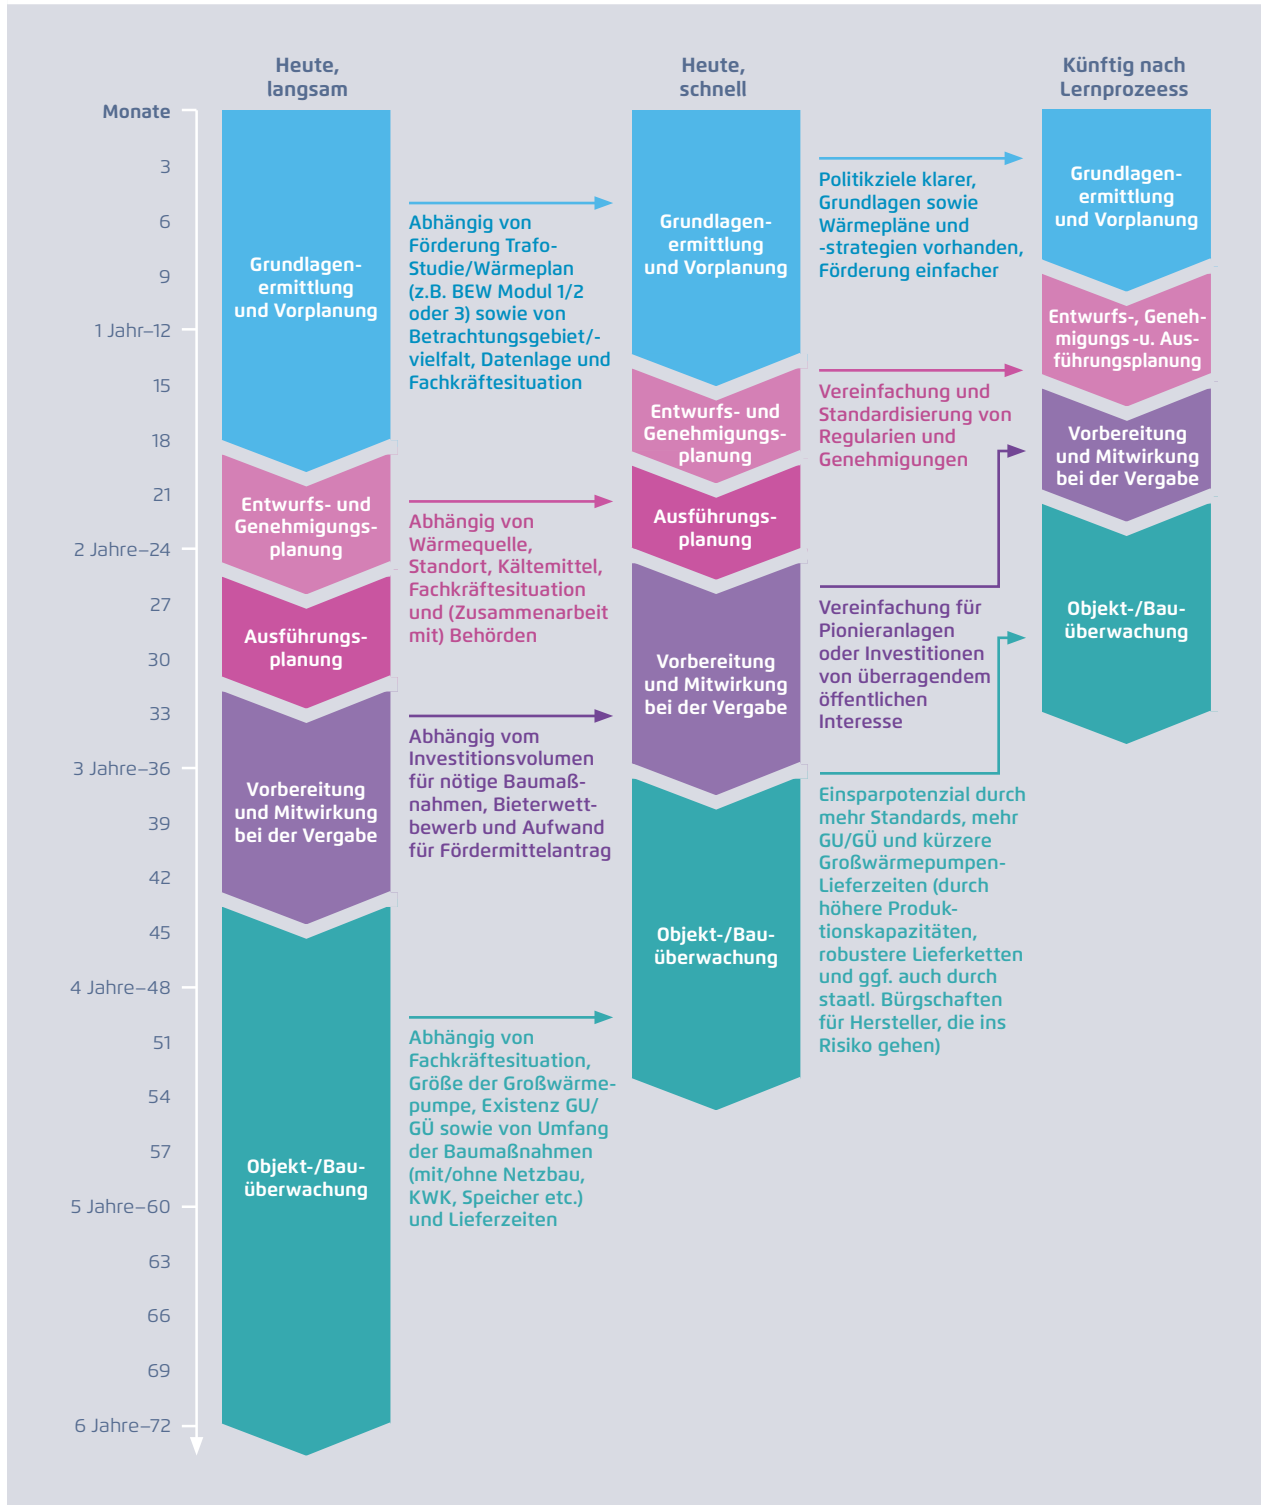 Heute,
langsam
Heute,
schnell
Künftig nach
Lernprozeess
Monate
3
6
9
1 Jahr–12
15
18
21
2 Jahre–24
27
30
33
3 Jahre–36
39
42
45
4 Jahre–48
51
54
57
5 Jahre–60
63
66
69
6 Jahre–72
Grundlagen-
ermittlung
und Vorplanung
Entwurfs- und
Genehmigungs-
planung
Ausführungs-
planung
Vorbereitung
und Mitwirkung
bei der Vergabe
Objekt-/Bau-
überwachung
Abhängig von
Förderung Trafo-
Studie/Wärmeplan
(z.B. BEW Modul 1/2
oder 3) sowie von
Betrachtungsgebiet/-
vielfalt, Datenlage und
Fachkräftesituation
Abhängig von
Wärmequelle,
Standort, Kältemittel,
Fachkräftesituation
und (Zusammenarbeit
mit) Behörden
Abhängig vom
Investitionsvolumen
für nötige Baumaß-
nahmen, Bieterwett-
bewerb und Aufwand
für Fördermittelantrag
Abhängig von
Fachkräftesituation,
Größe der Großwärme-
pumpe, Existenz GU/
GÜ sowie von Umfang
der Baumaßnahmen
(mit/ohne Netzbau,
KWK, Speicher etc.)
und Lieferzeiten
Grundlagen-
ermittlung
und Vorplanung
Entwurfs- und
Genehmigungs-
planung
Ausführungs-
planung
Vorbereitung
und Mitwirkung
bei der Vergabe
Objekt-/Bau-
überwachung
Politikziele klarer,
Grundlagen sowie
Wärmepläne und
-strategien vorhanden,
Förderung einfacher
Vereinfachung und
Standardisierung von
Regularien und
Genehmigungen
Vereinfachung für
Pionieranlagen
oder Investitionen
von überragendem
öffentlichen
Interesse
Einsparpotenzial durch
mehr Standards, mehr
GU/GÜ und kürzere
Großwärmepumpen-
Lieferzeiten (durch
höhere Produk-
tionskapazitäten,
robustere Lieferketten
und ggf. auch durch
staatl. Bürgschaften
für Hersteller, die ins
Risiko gehen)
Grundlagen-
ermittlung
und Vorplanung
Entwurfs-, Geneh-
migungs -u. Aus-
führungsplanung
Vorbereitung
und Mitwirkung
bei der Vergabe
Objekt-/Bau-
überwachung